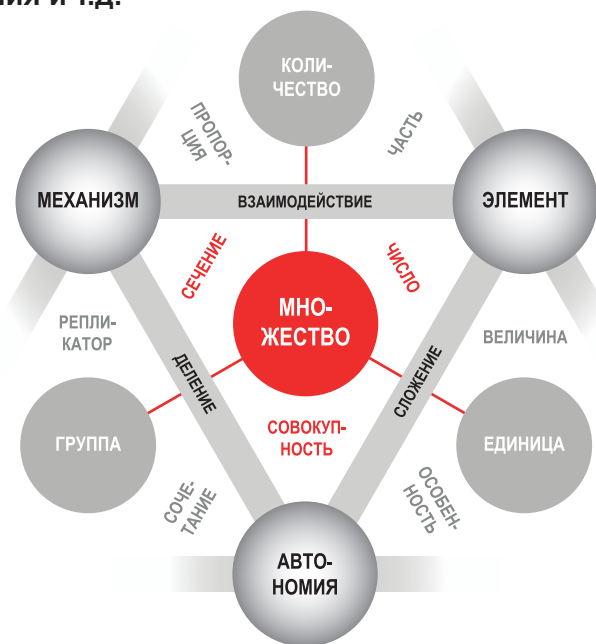 НИЯ И Т.Д.
КОЛИ-
ЧЕСТВО
ПРОПОР-
ЦИЯ
ЧАСТЬ
МЕХАНИЗМ
ВЗАИМОДЕЙСТВИЕ
ЭЛЕМЕНТ
СЕЧЕНИЕ
ЧИСЛО
МНО-
ЖЕСТВО
РЕПЛИ-
КАТОР
ВЕЛИЧИНА
ДЕЛЕНИЕ
СЛОЖЕНИЕ
ГРУППА
СОВОКУП-
НОСТЬ
ЕДИНИЦА
СОЧЕ-
ТАНИЕ
ОСОБЕН-
НОСТЬ
АВТО-
НОМИЯ